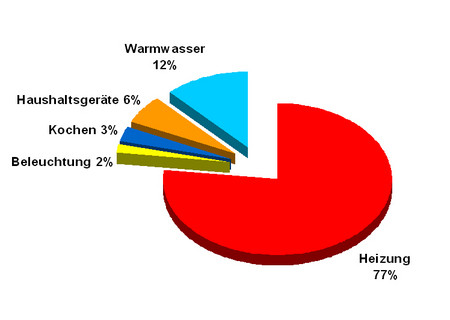 Warmwasser
12%
Haushaltsgeräte 6%
Kochen 3%
Beleuchtung 2%
Heizung
77%